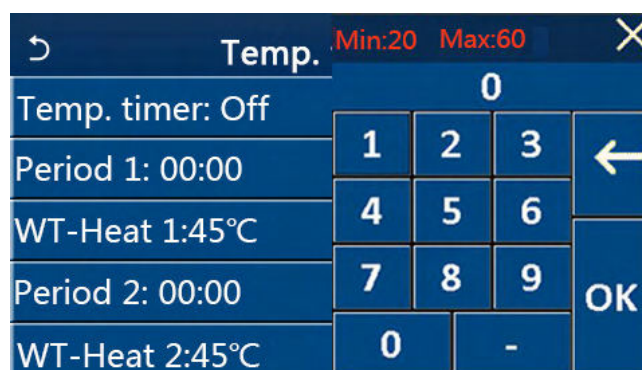 Temp.
Temp. timer: Off
Period 1: 00:00
WT-Heat 1:45℃
Period 2: 00:00
WT-Heat 2:45℃
Min:20 Max:60
0
1 2 3
4 5 6
7 8 9
OK
0 -